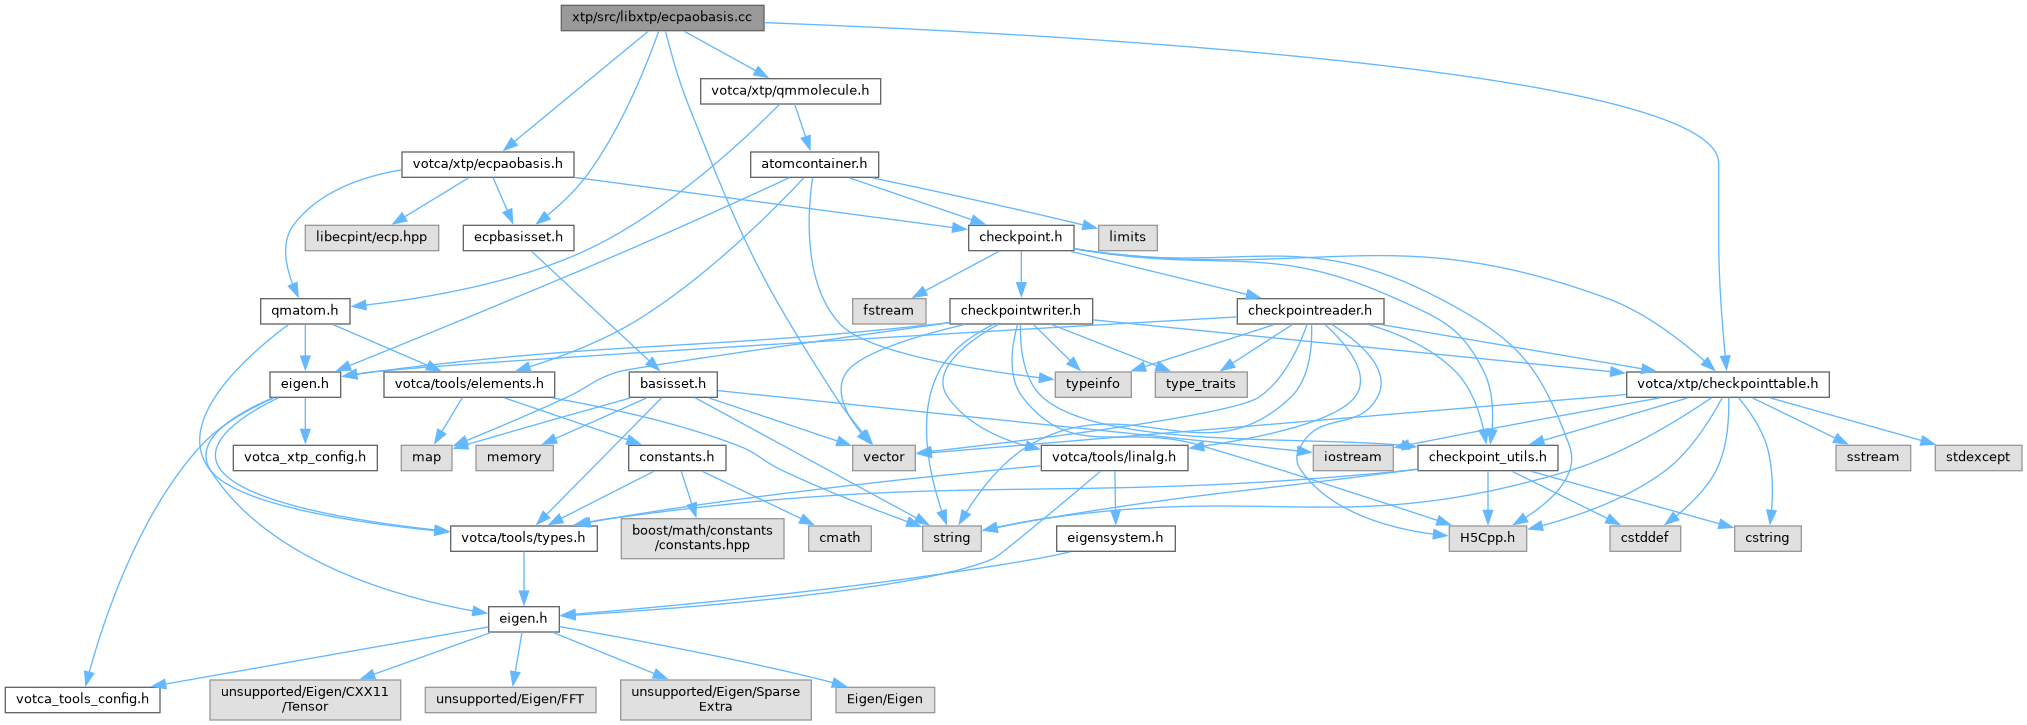 xtp/src/libxtp/ecpaobasis.cc
votca/xtp/qmmolecule.h
votca/xtp/ecpaobasis.h
atomcontainer.h
libecpint/ecp.hpp
ecpbasisset.h
checkpoint.h
limits
qmatom.h
fstream
checkpointwriter.h
checkpointreader.h
eigen.h
votca/tools/elements.h
basisset.h
typeinfo
type_traits
votca/xtp/checkpointtable.h
votca_xtp_config.h
map
memory
constants.h
vector
votca/tools/linalg.h
iostream
checkpoint_utils.h
sstream
stdexcept
votca/tools/types.h
boost/math/constants
/constants.hpp
cmath
string
eigensystem.h
H5Cpp.h
cstddef
cstring
eigen.h
votca_tools_config.h
unsupported/Eigen/CXX11
/Tensor
unsupported/Eigen/FFT
unsupported/Eigen/Sparse
Extra
Eigen/Eigen